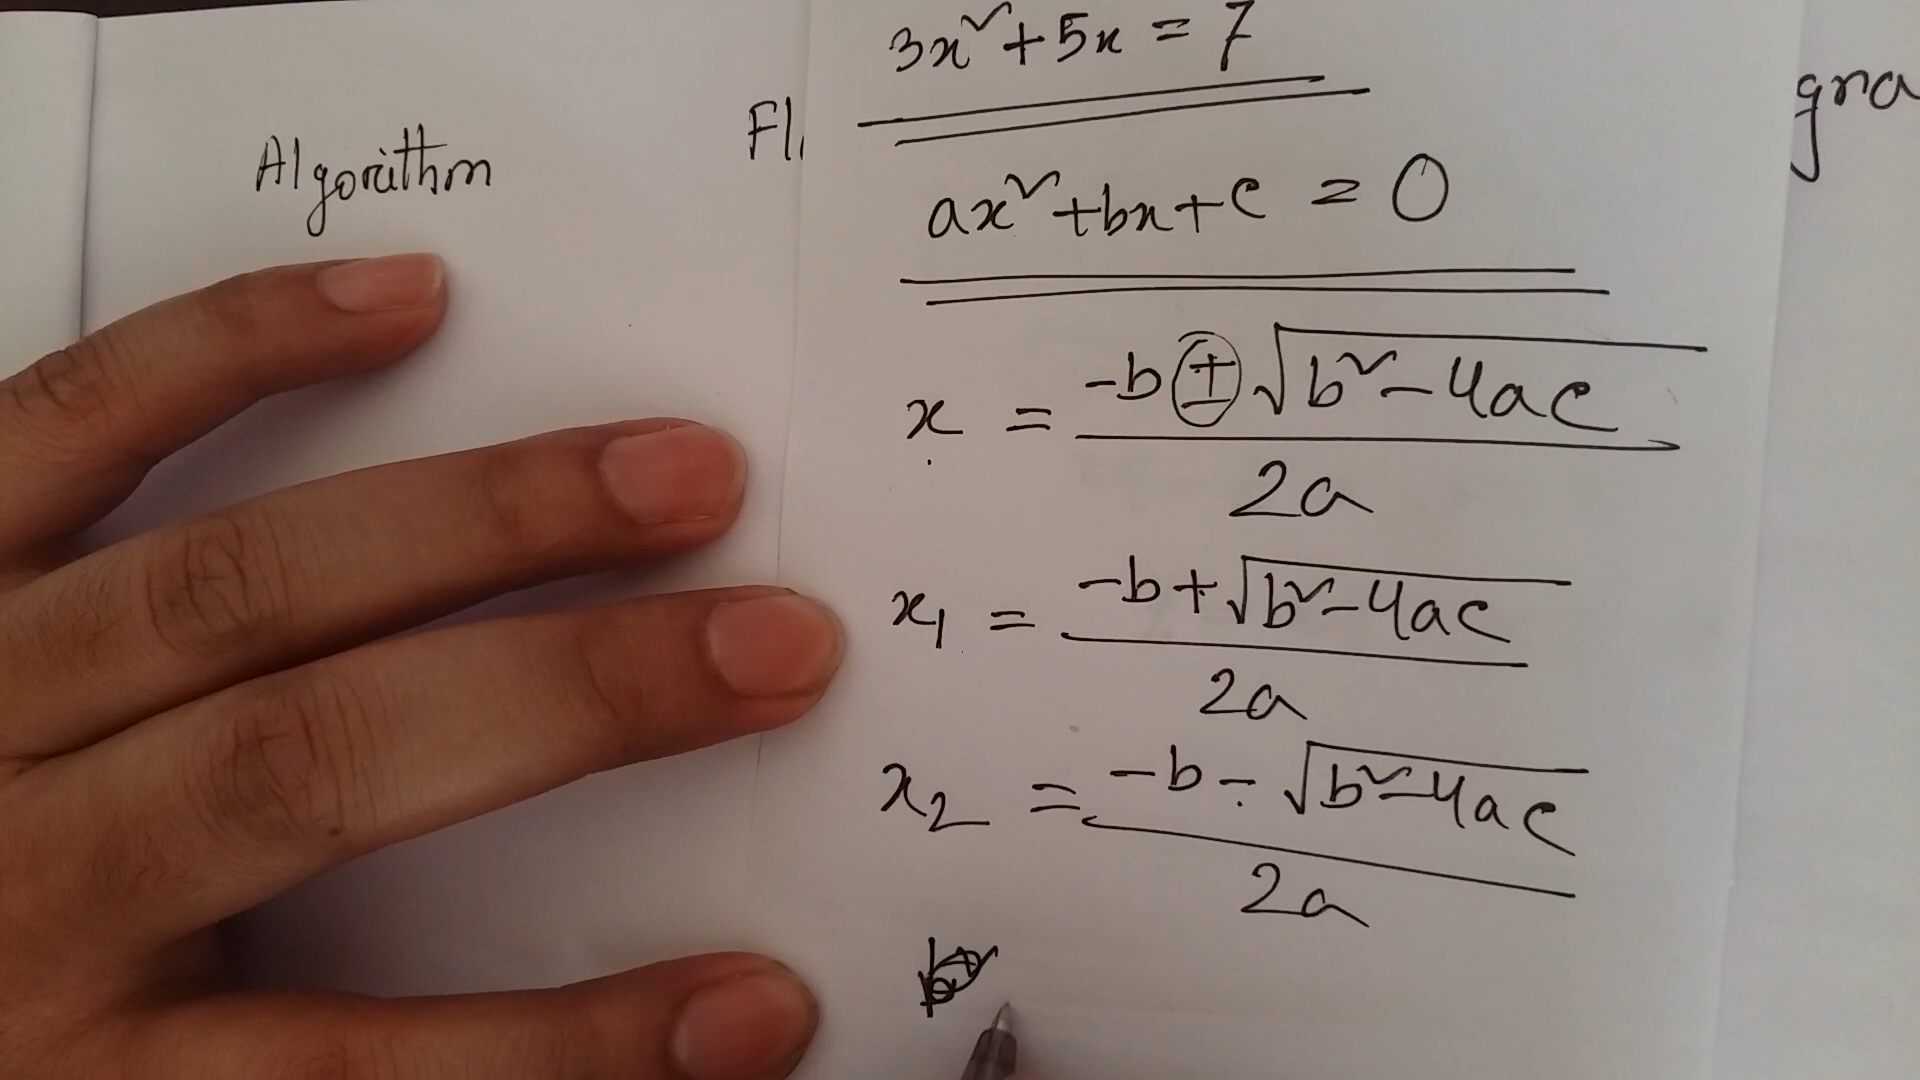 Algorithm
Fl
gra
3x² + 5x = 7
ax² + bx + c = 0
x = -b ± √b² - 4ac / 2a
x₁ = -b + √b² - 4ac / 2a
x₂ = -b - √b² - 4ac / 2a